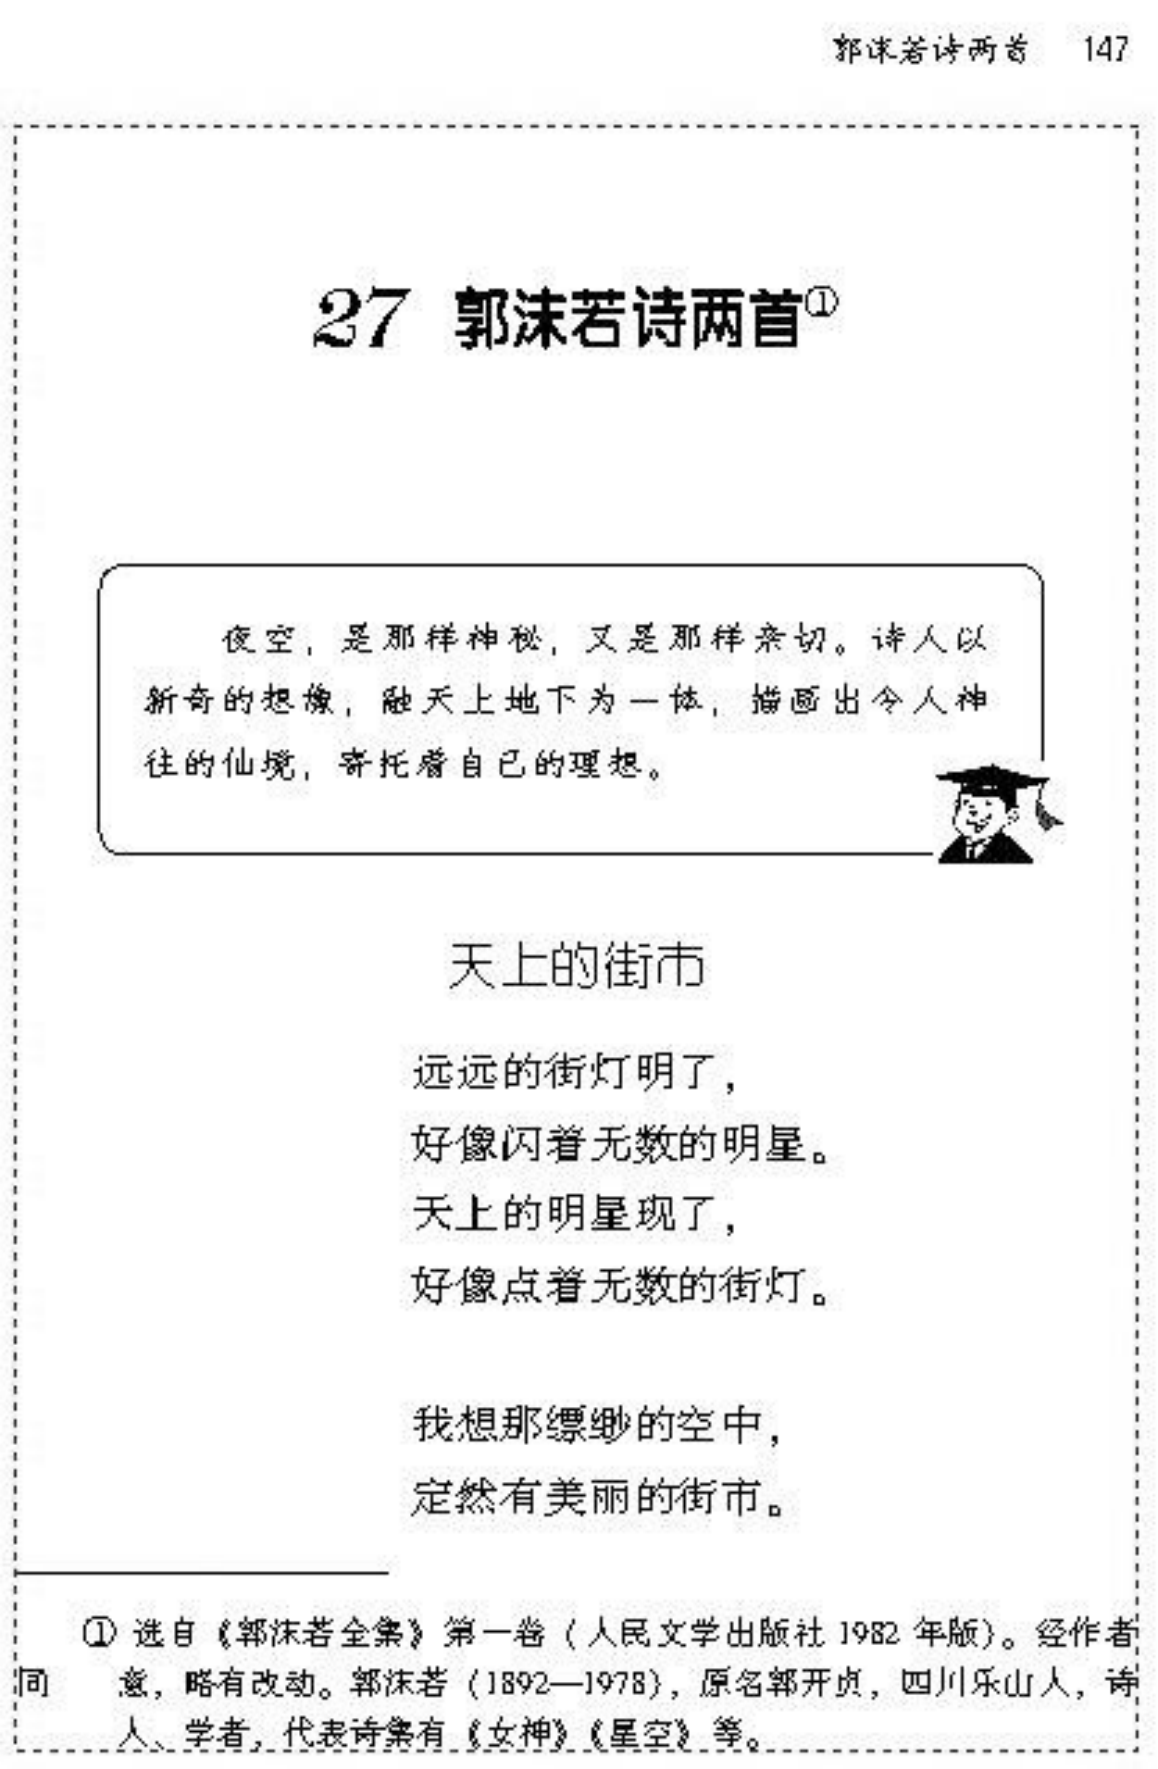 郭沫若诗两首 147
27 郭沫若诗两首①
夜空，是那样神秘，又是那样亲切。诗人以
新奇的想像，融天上地下为一体，描画出令人神
往的仙境，寄托着自己的理想。
天上的街市
远远的街灯明了，
好像闪着无数的明星。
天上的明星现了，
好像点着无数的街灯。
我想那缥缈的空中，
定然有美丽的街市。
① 选自《郭沫若全集》第一卷（人民文学出版社 1982 年版）。经作者
同 意，略有改动。郭沫若（1892—1978），原名郭开贞，四川乐山人，诗
人、学者，代表诗集有《女神》《星空》等。